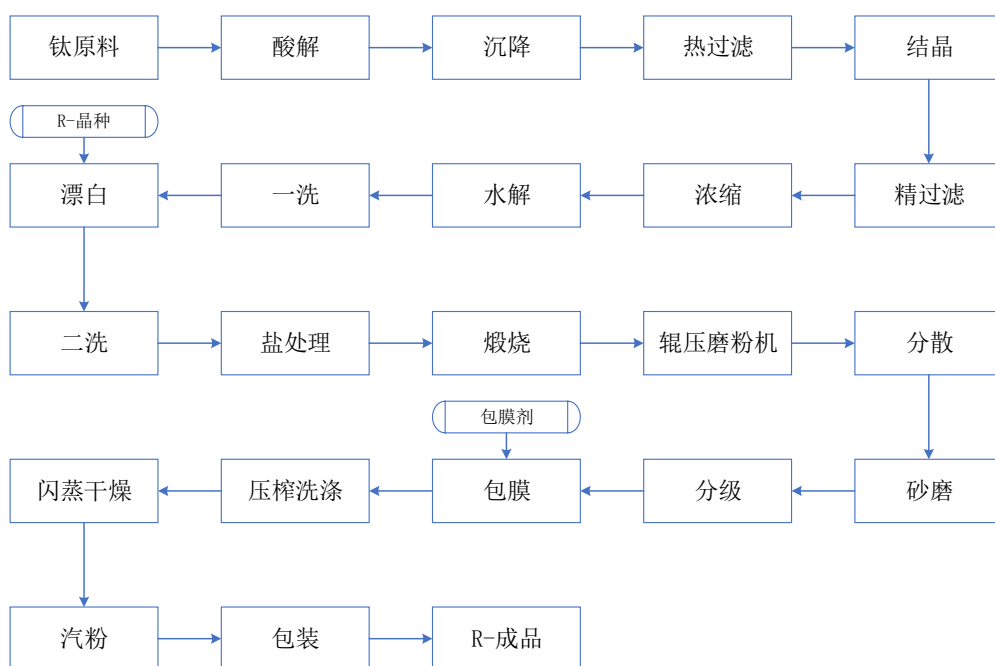 钛原料
酸解
沉降
热过滤
结晶
R-晶种
漂白
一洗
水解
浓缩
精过滤
二洗
盐处理
煅烧
辊压磨粉机
分散
包膜剂
闪蒸干燥
压榨洗涤
包膜
分级
砂磨
汽粉
包装
R-成品